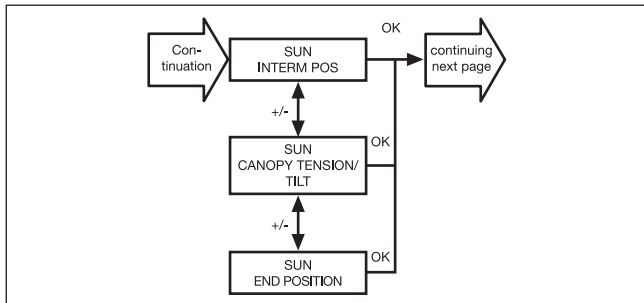 OK
Con-
tinuation
SUN
INTERM POS
continuing
next page
+/-
SUN
CANOPY TENSION/
TILT
OK
+/-
SUN
END POSITION
OK